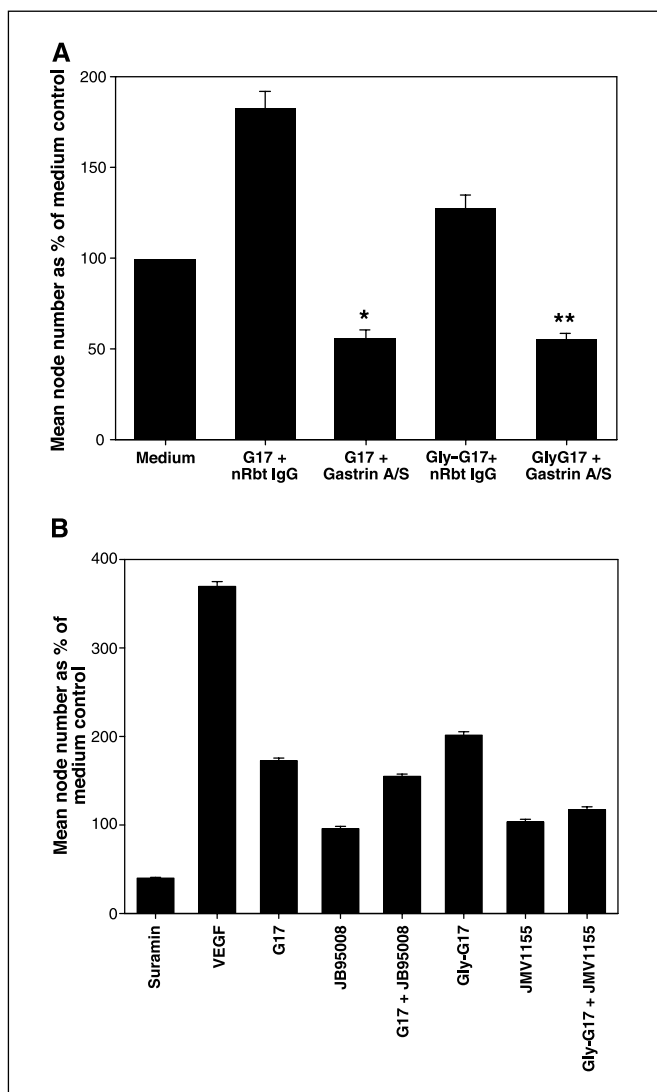 A
Mean node number as % of medium control
200
150
100
50
0
*
**
Medium
G17 +
nRbt IgG
G17 +
Gastrin A/S
Gly-G17+
nRbt IgG
GlyG17 +
Gastrin A/S
B
Mean node number as % of
medium control
400
300
200
100
0
Suramin
VEGF
G17
JB95008
G17 + JB95008
Gly-G17
JMV1155
Gly-G17 + JMV1155